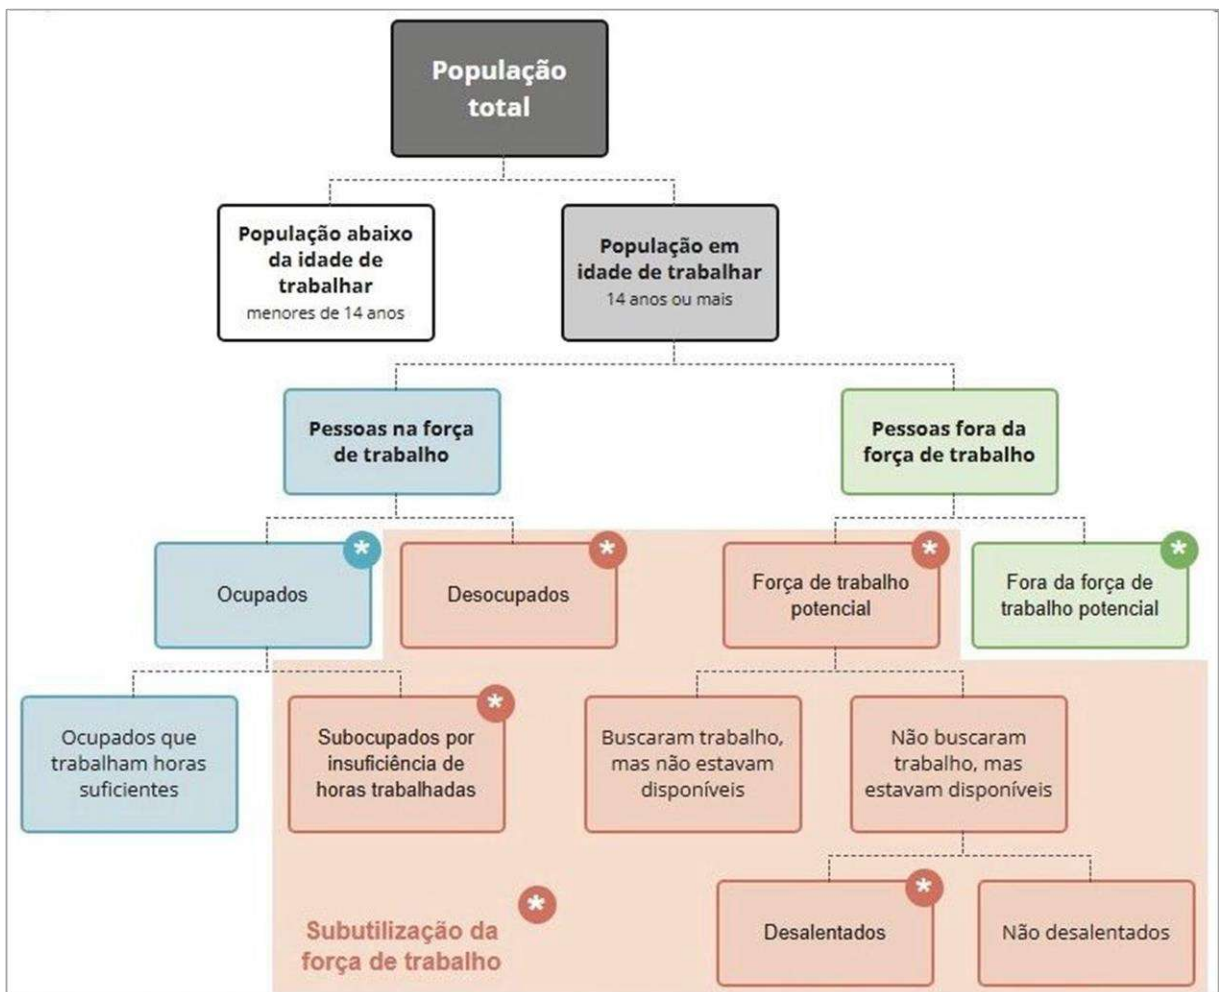 População
total
População abaixo
da idade de
trabalhar
menores de 14 anos
População em
idade de trabalhar
14 anos ou mais
Pessoas na força
de trabalho
Pessoas fora da
força de trabalho
*
Ocupados
*
Desocupados
*
Força de trabalho
potencial
*
Fora da força de
trabalho potencial
Ocupados que
trabalham horas
suficientes
*
Subocupados por
insuficiência de
horas trabalhadas
Buscaram trabalho,
mas não estavam
disponíveis
Não buscaram
trabalho, mas
estavam disponíveis
*
Desalentados
Não desalentados
*
Subutilização da
força de trabalho